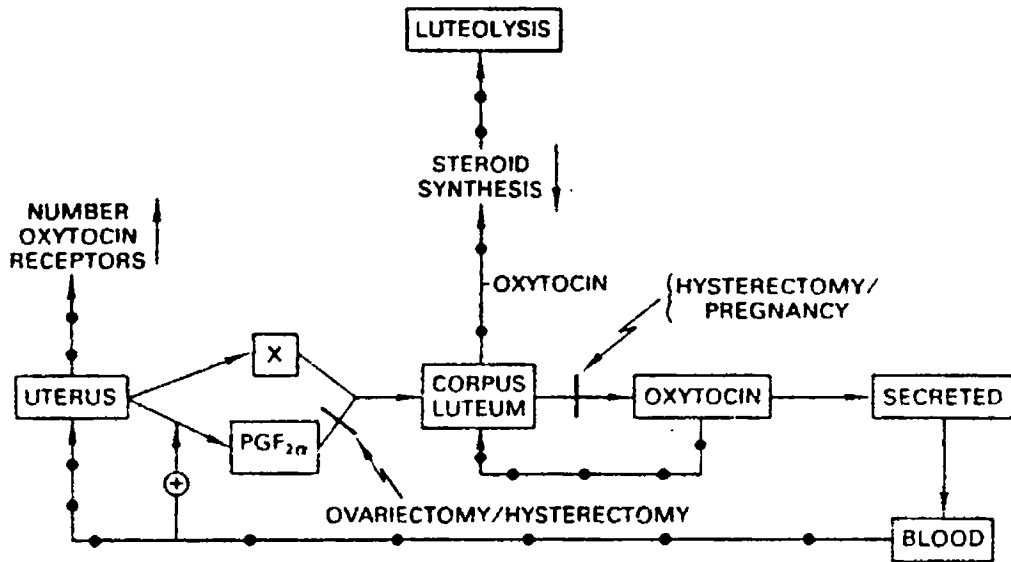 LUTEOLYSIS
STEROID
SYNTHESIS
NUMBER
OXYTOCIN
RECEPTORS
OXYTOCIN
HYSTERECTOMY/
PREGNANCY
X
UTERUS
CORPUS
LUTEUM
OXYTOCIN
SECRETED
PGF2α
+
OVARIECTOMY/HYSTERECTOMY
BLOOD